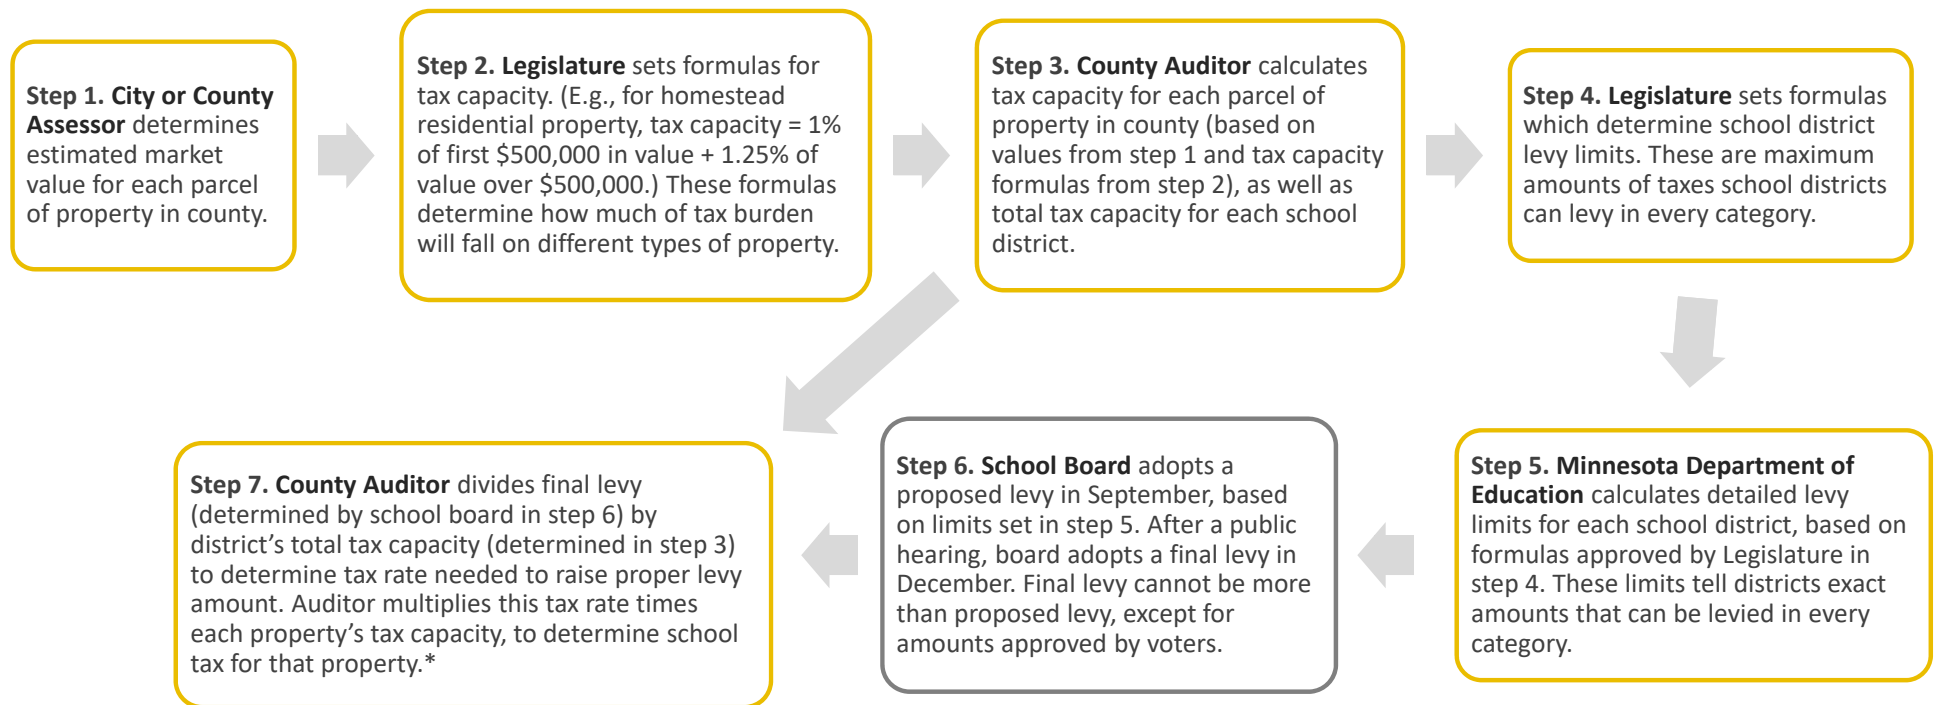 Step 1. City or County
Assessor determines
estimated market
value for each parcel
of property in county.
Step 2. Legislature sets formulas for
tax capacity. (E.g., for homestead
residential property, tax capacity = 1%
of first $500,000 in value + 1.25% of
value over $500,000.) These formulas
determine how much of tax burden
will fall on different types of property.
Step 3. County Auditor calculates
tax capacity for each parcel of
property in county (based on
values from step 1 and tax capacity
formulas from step 2), as well as
total tax capacity for each school
district.
Step 4. Legislature sets formulas
which determine school district
levy limits. These are maximum
amounts of taxes school districts
can levy in every category.
Step 5. Minnesota Department of
Education calculates detailed levy
limits for each school district, based on
formulas approved by Legislature in
step 4. These limits tell districts exact
amounts that can be levied in every
category.
Step 6. School Board adopts a
proposed levy in September, based
on limits set in step 5. After a public
hearing, board adopts a final levy in
December. Final levy cannot be more
than proposed levy, except for
amounts approved by voters.
Step 7. County Auditor divides final levy
(determined by school board in step 6) by
district’s total tax capacity (determined in step 3)
to determine tax rate needed to raise proper levy
amount. Auditor multiplies this tax rate times
each property’s tax capacity, to determine school
tax for that property.*